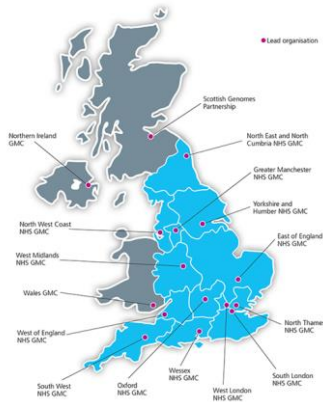 Lead organisation
Scottish Genomes
Partnership
Northern Ireland
GMC
North East and North
Cumbria NHS GMC
Greater Manchester
NHS GMC
North West Coast
NHS GMC
Yorkshire and
Humber NHS GMC
West Midlands
NHS GMC
East of England
NHS GMC
Wales GMC
West of England
NHS GMC
North Thames
NHS GMC
South West
NHS GMC
Oxford
NHS GMC
Wessex
NHS GMC
West London
NHS GMC
South London
NHS GMC